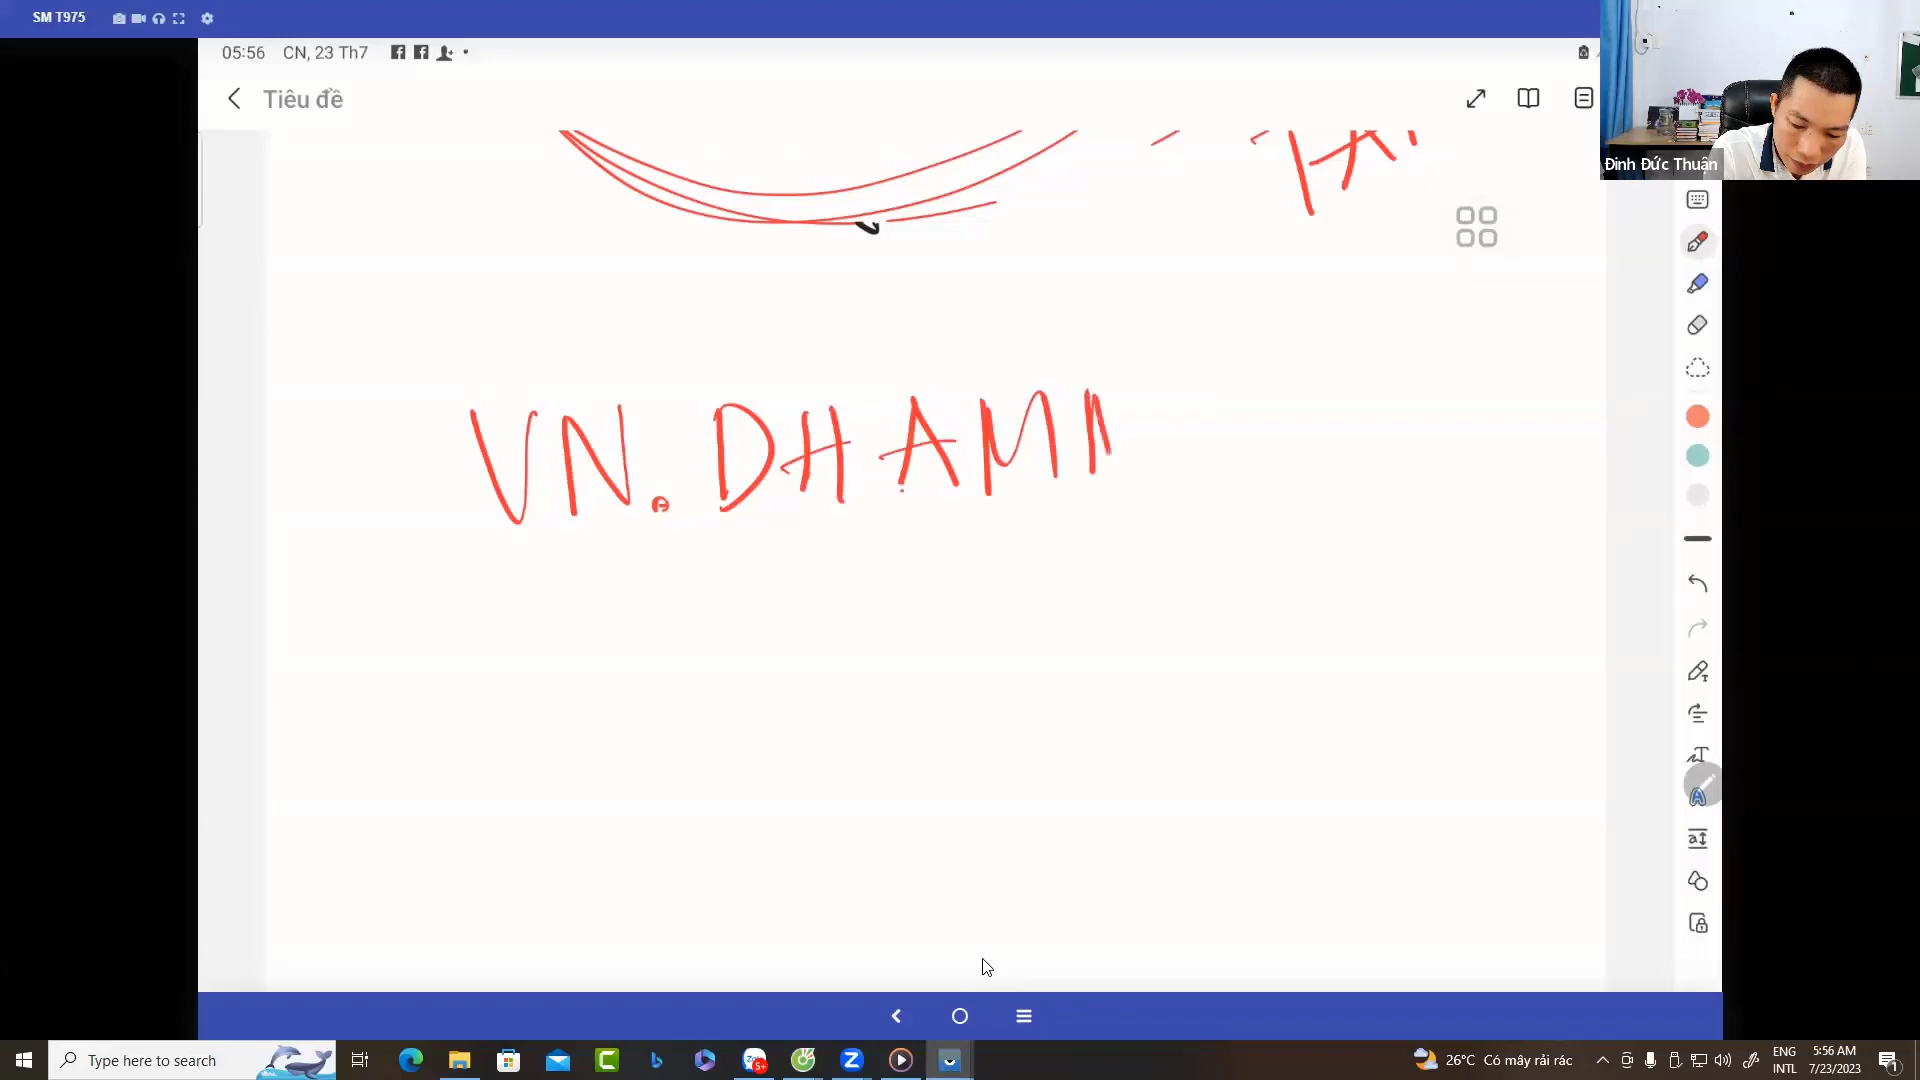 SM T975
05:56 CN, 23 Th7
Tiêu đề
Đinh Đức Thuận
VN. DHAM
Type here to search
26°C Có mây rải rác
ENG
INTL
5:56 AM
7/23/2023